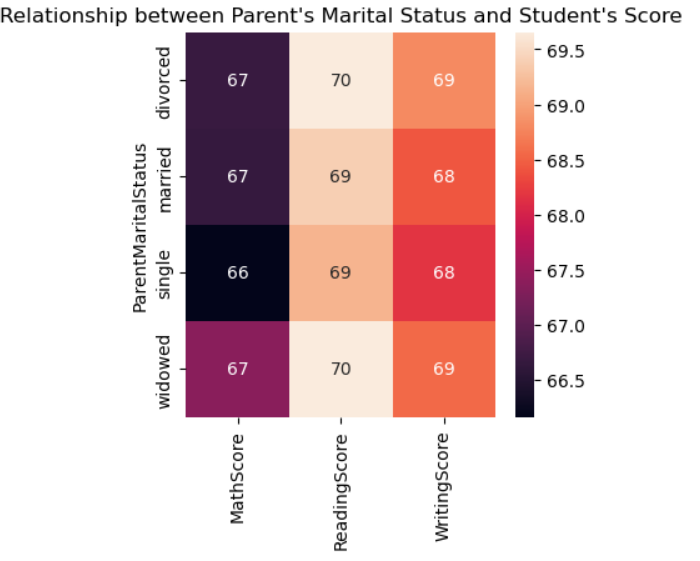 Relationship between Parent's Marital Status and Student's Score
ParentMaritalStatus
divorced 67 70 69
married 67 69 68
single 66 69 68
widowed 67 70 69
MathScore
ReadingScore
WritingScore
69.5
69.0
68.5
68.0
67.5
67.0
66.5